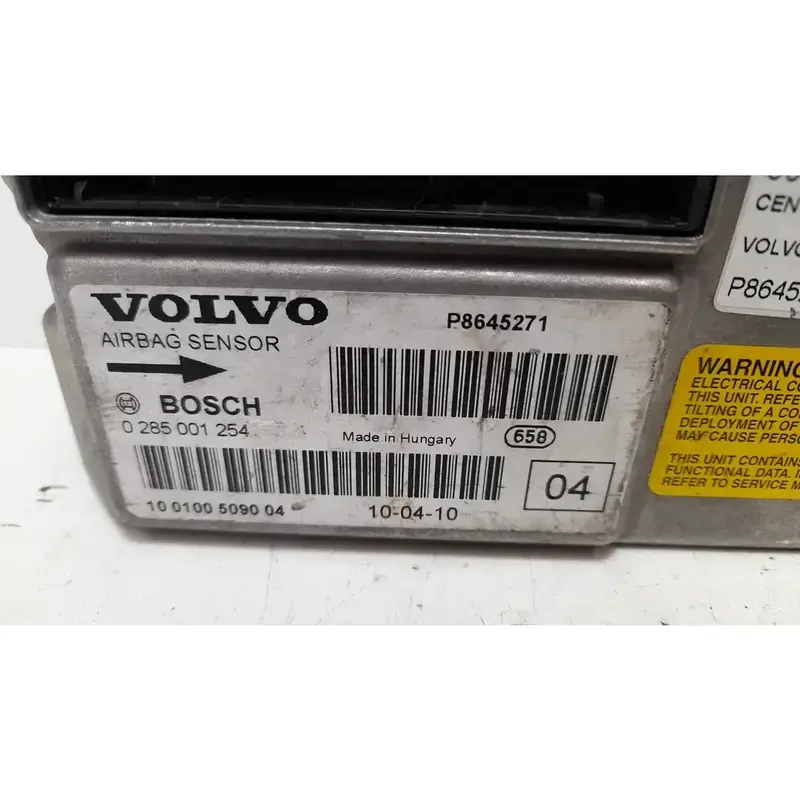 VOLVO
P8645271
AIRBAG SENSOR
BOSCH
0 285 001 254
Made in Hungary
658
04
10 0100 5090 04
10-04-10
CEN
VOLVO
P8645
WARNING
ELECTRICAL CO
THIS UNIT. REFE
TILTING OF A CO
DEPLOYMENT OF
MAY CAUSE PERSO
THIS UNIT CONTAINS
FUNCTIONAL DATA.
REFER TO SERVICE M